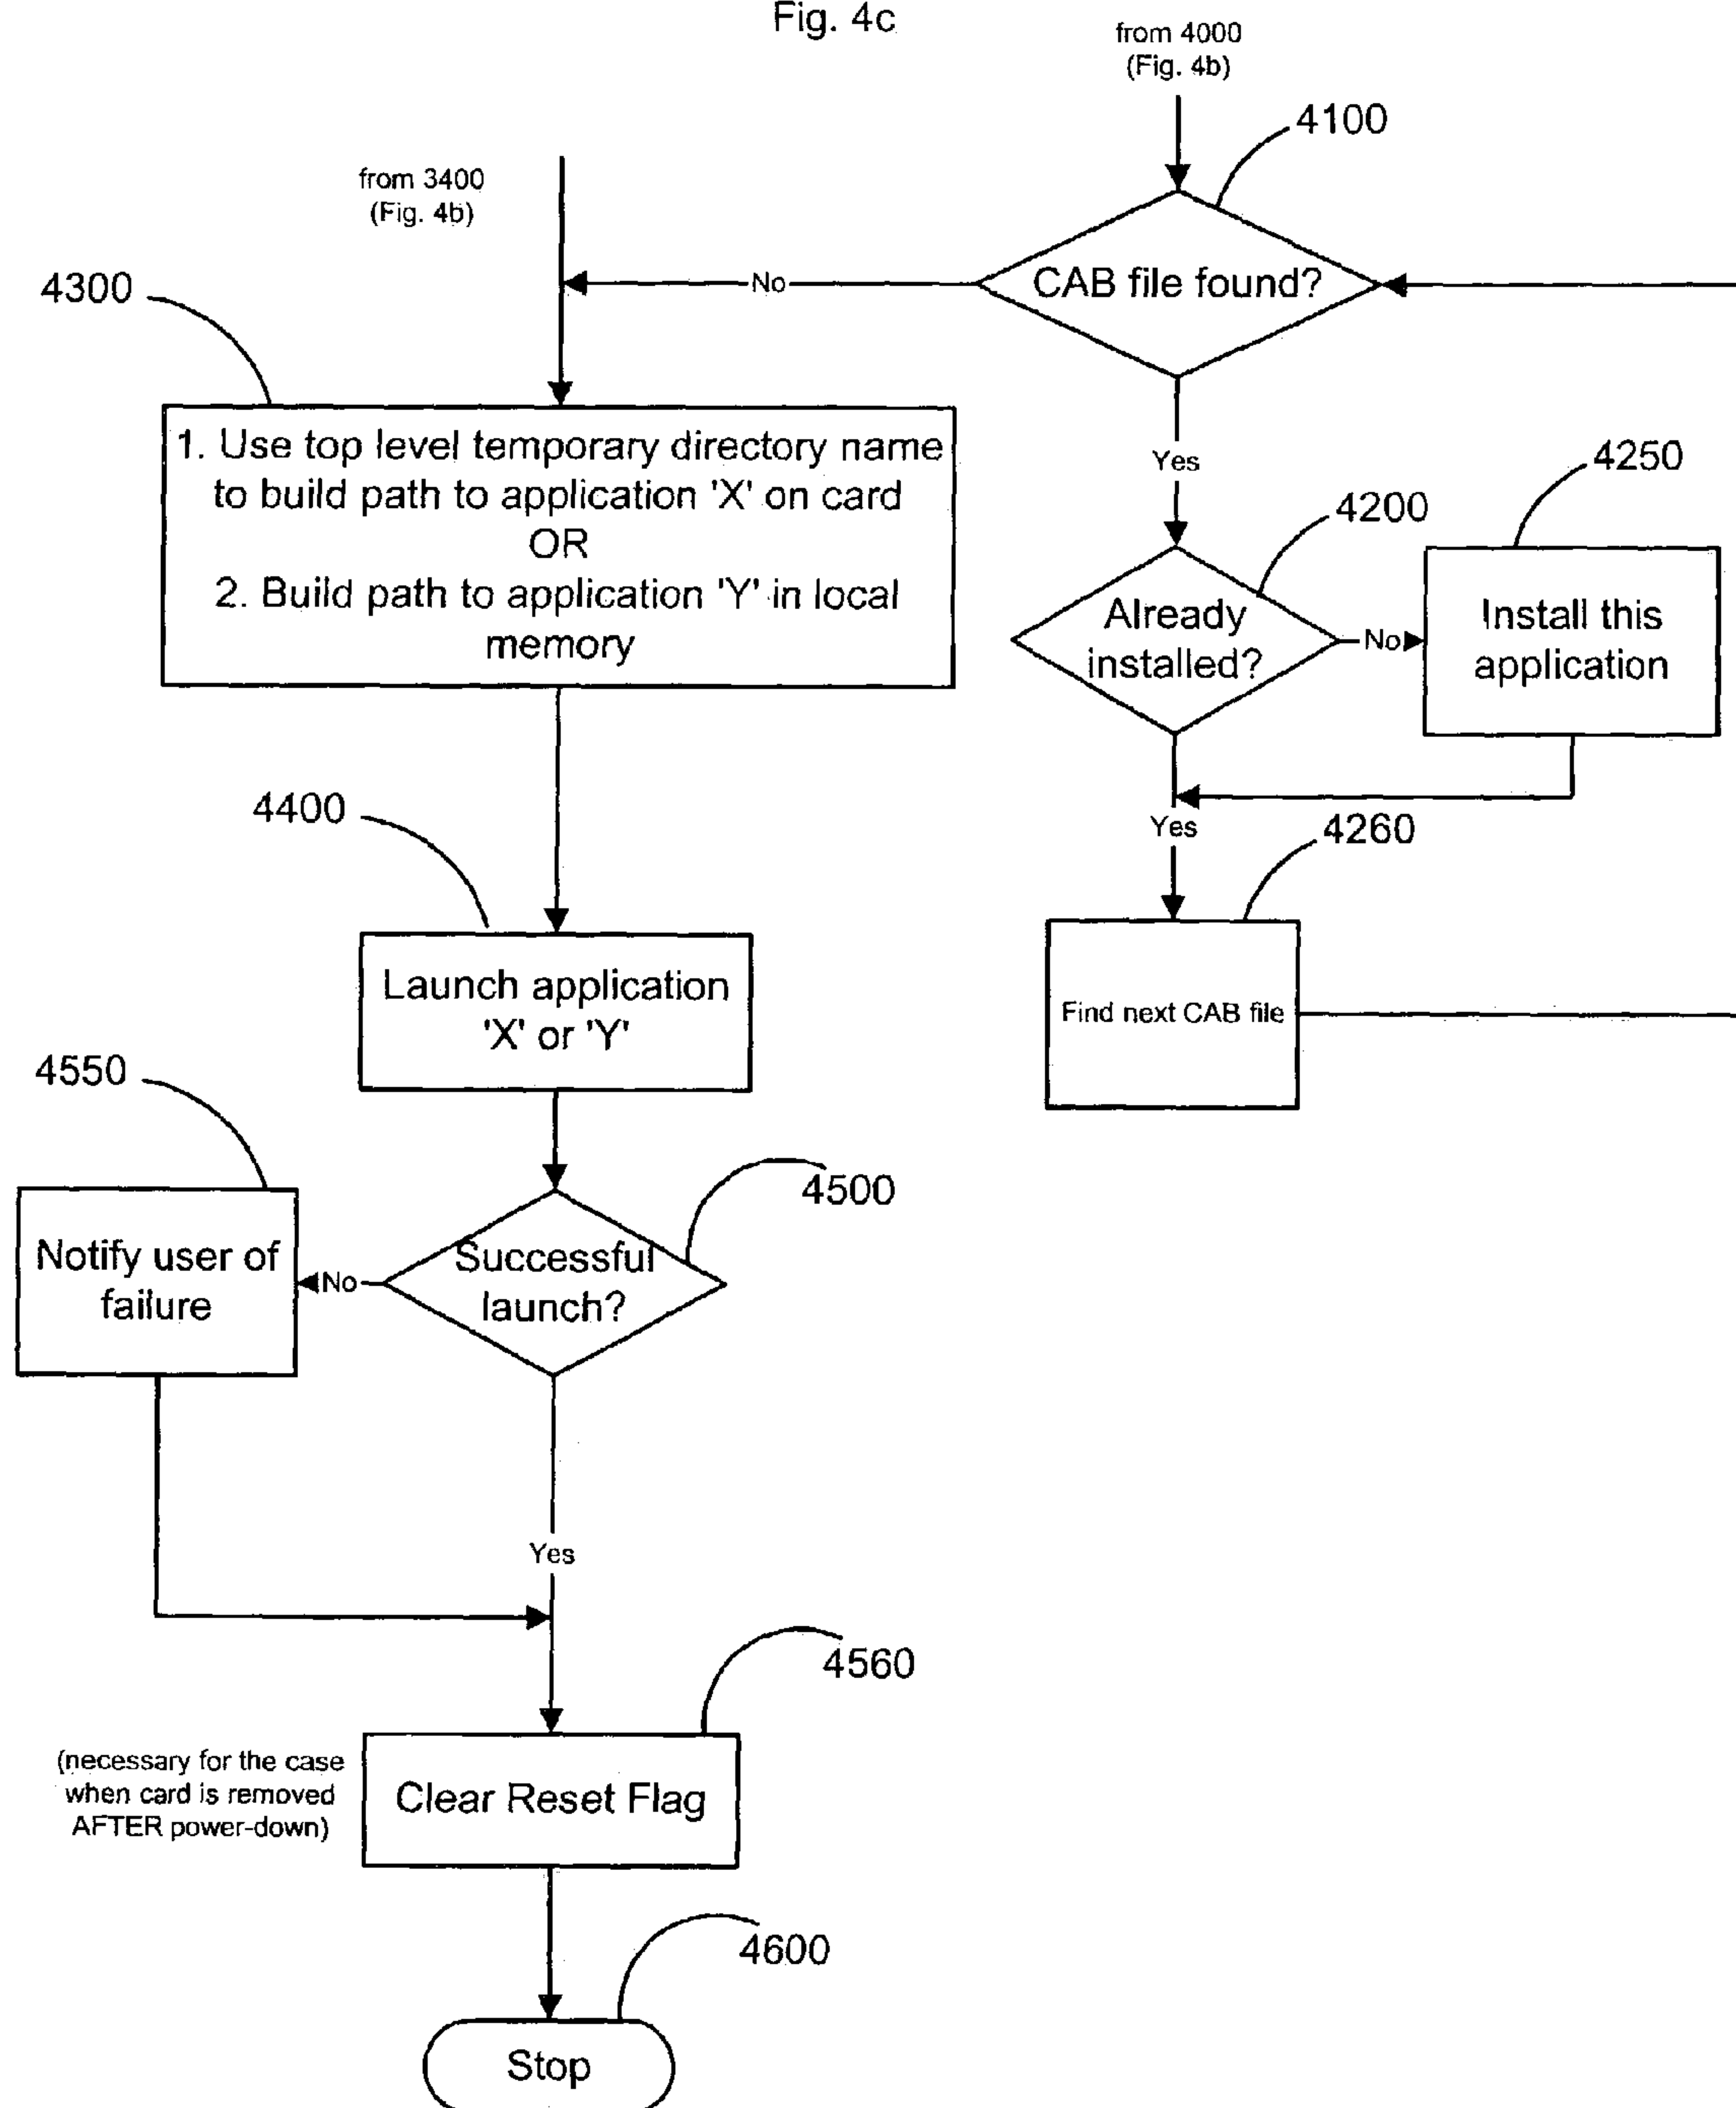 Fig. 4c
from 4000
(Fig. 4b)
4100
from 3400
(Fig. 4b)
CAB file found?
No
4300
1. Use top level temporary directory name
to build path to application 'X' on card
OR
2. Build path to application 'Y' in local
memory
Yes
4250
4200
Already
installed?
No
Install this
application
4400
Yes
4260
Launch application
'X' or 'Y'
Find next CAB file
4550
4500
Notify user of
failure
No
Successful
launch?
Yes
4560
(necessary for the case
when card is removed
AFTER power-down)
Clear Reset Flag
4600
Stop